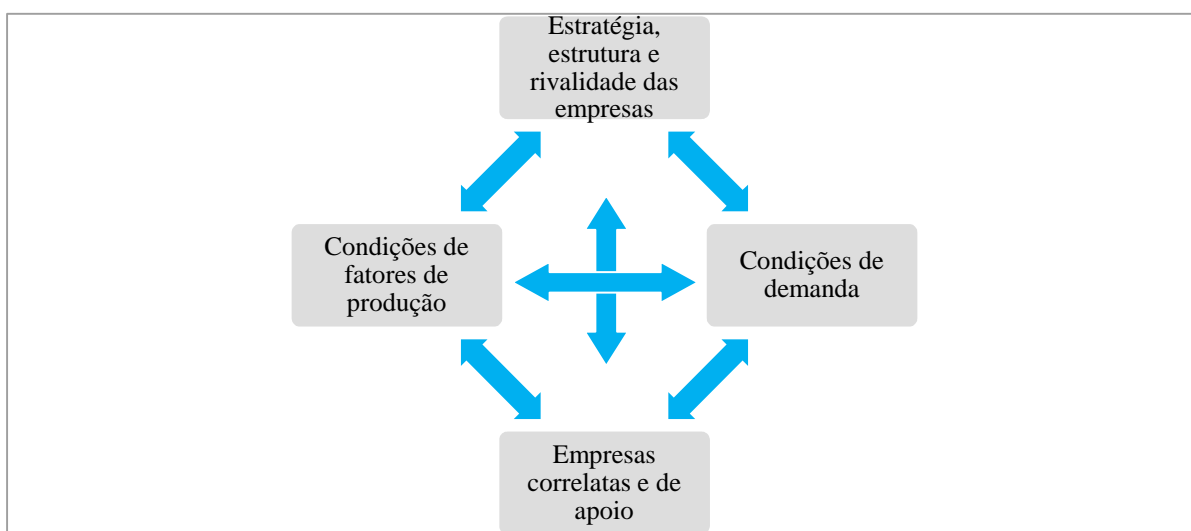 Estratégia,
estrutura e
rivalidade das
empresas
Condições de
fatores de
produção
Condições de
demanda
Empresas
correlatas e de
apoio